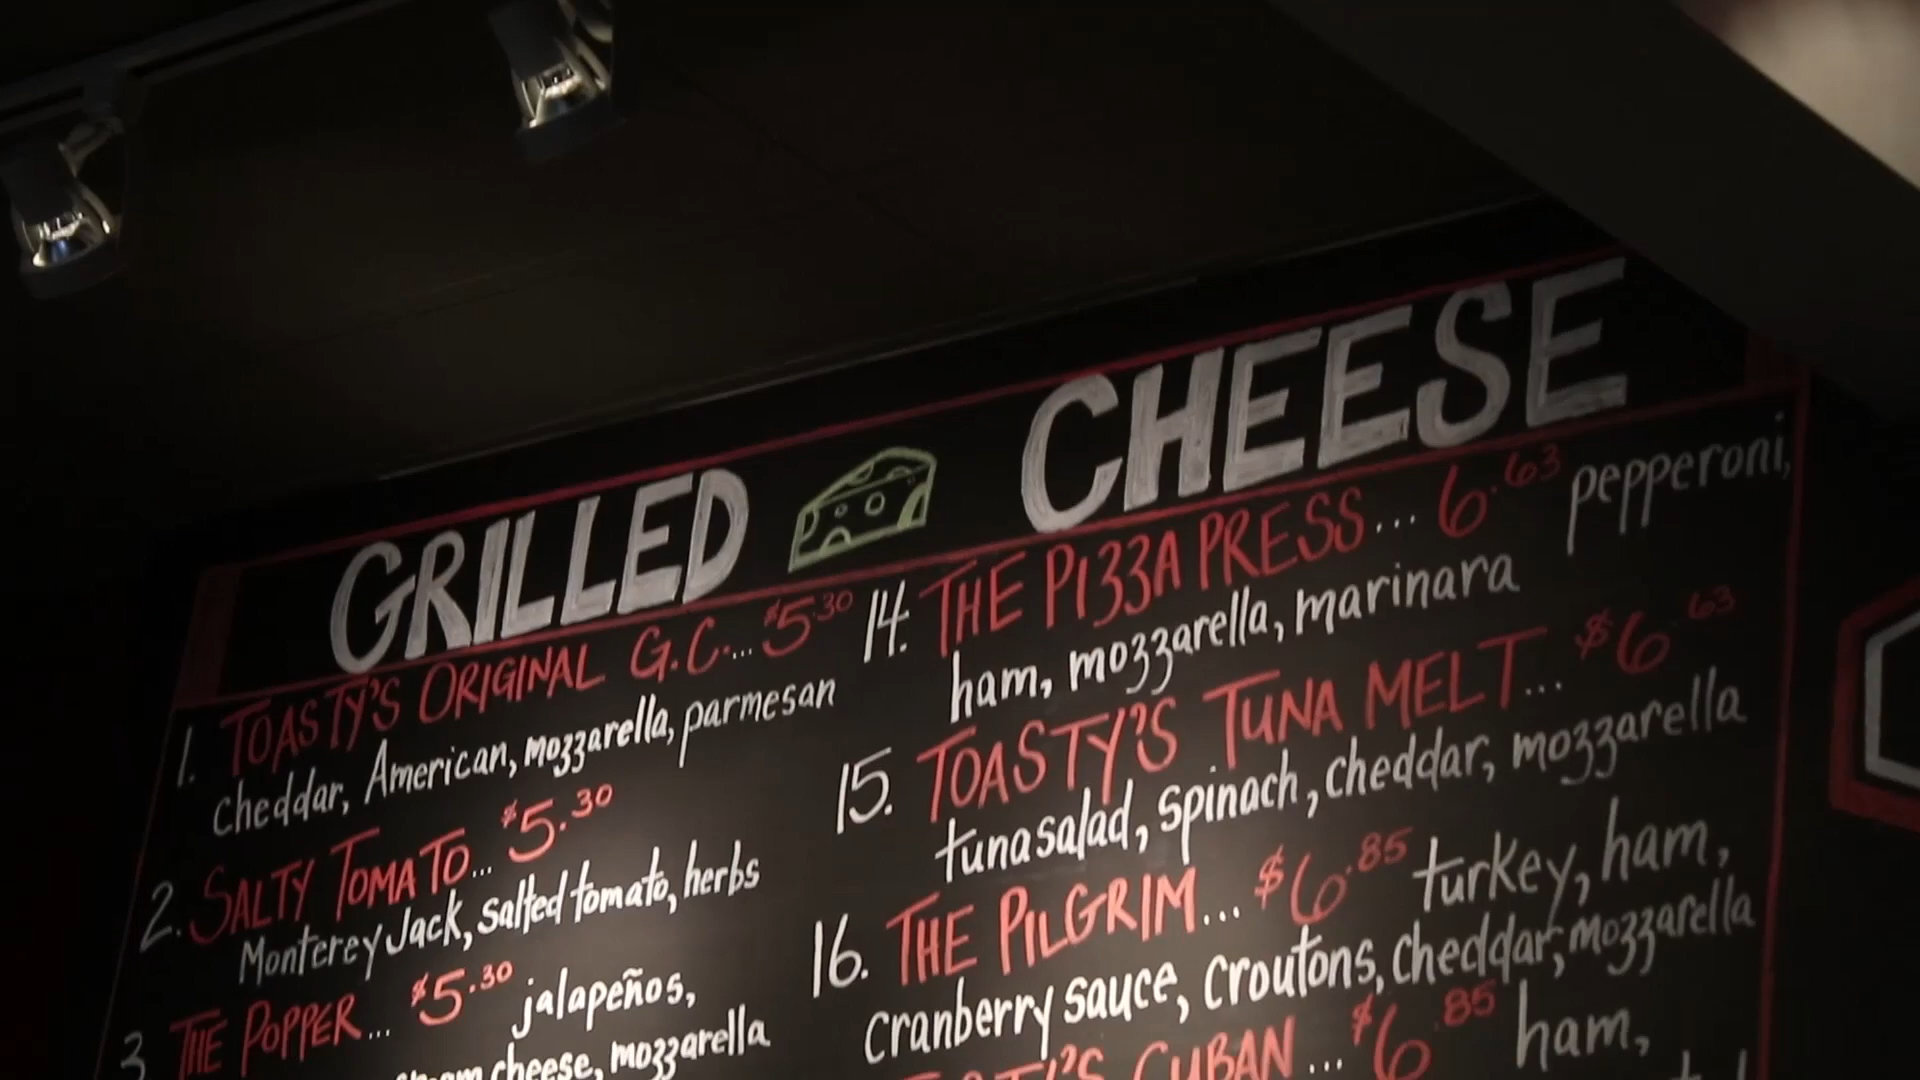 GRILLED CHEESE
1. TOASTY'S ORIGINAL G.C... $5.30
cheddar, American, mozzarella, parmesan
2. SALTY TOMATO... $5.30
Monterey Jack, salted tomato, herbs
3 THE POPPER... $5.30 jalapeños,
cheese, mozzarella
14. THE PIZZA PRESS... 6.63 pepperoni,
ham, mozzarella, marinara
15. TOASTY'S TUNA MELT... $6.63
tuna salad, spinach, cheddar, mozzarella
16. THE PILGRIM... $6.85 turkey, ham,
cranberry sauce, croutons, cheddar, mozzarella
CUBAN... $6.85 ham,